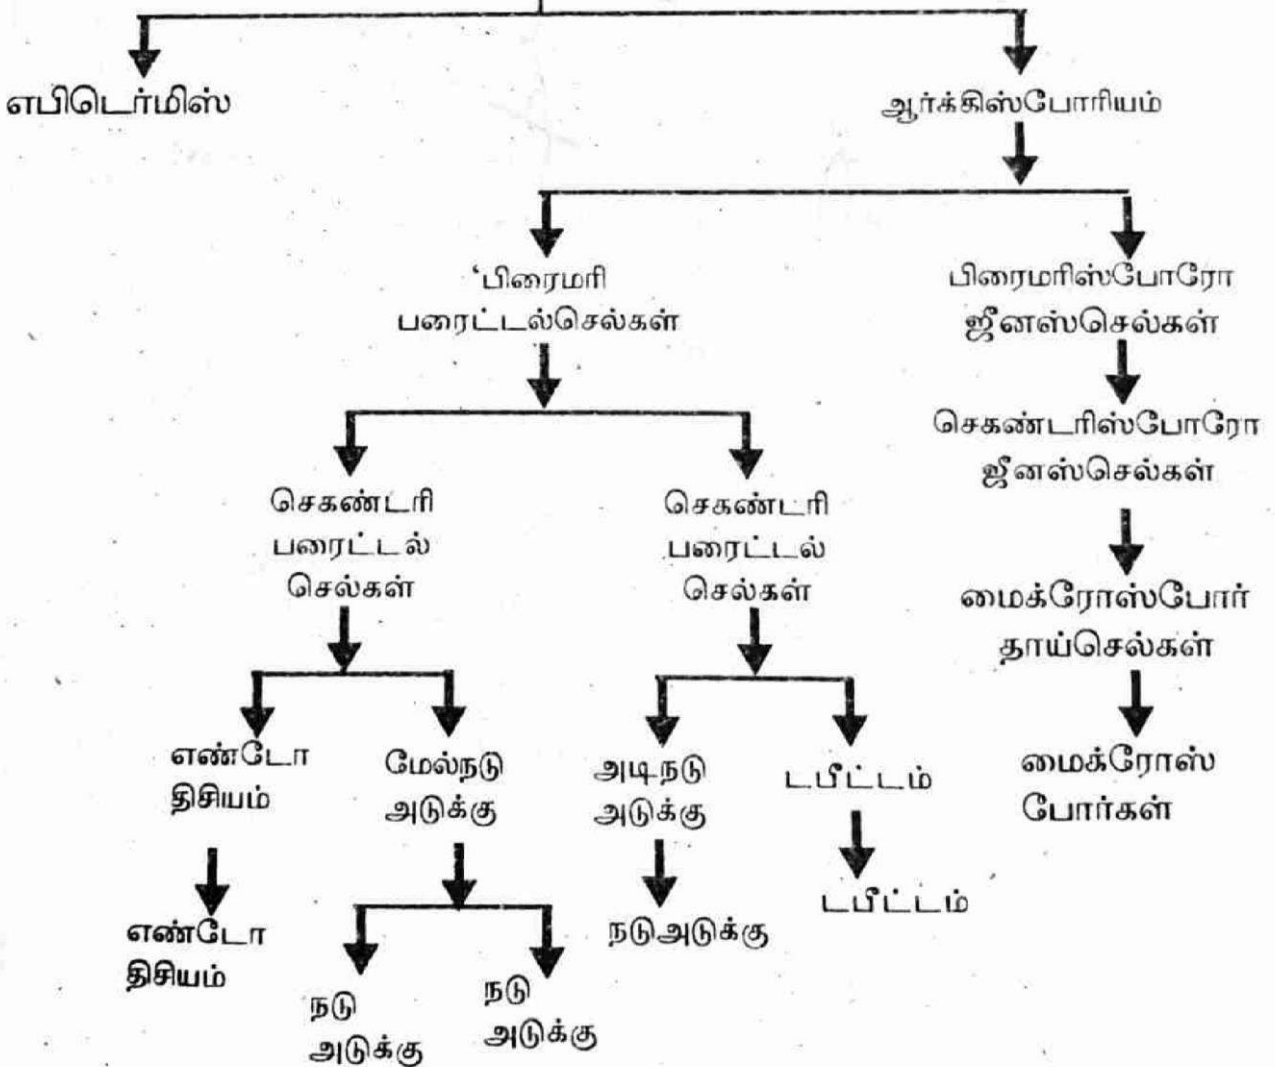 எபிடெர்மிஸ்
ஆர்க்கிஸ்போரியம்
‘பிரைமரி
பரைட்டல்செல்கள்
பிரைமரிஸ்போரோ
ஜீனஸ்செல்கள்
செகண்டரிஸ்போரோ
ஜீனஸ்செல்கள்
செகண்டரி
பரைட்டல்
செல்கள்
செகண்டரி
பரைட்டல்
செல்கள்
மைக்ரோஸ்போர்
தாய்செல்கள்
எண்டோ
திசியம்
மேல்நடு
அடுக்கு
அடிநடு
அடுக்கு
டபீட்டம்
மைக்ரோஸ்
போர்கள்
எண்டோ
திசியம்
நடு
அடுக்கு
நடு
அடுக்கு
நடுஅடுக்கு
டபீட்டம்